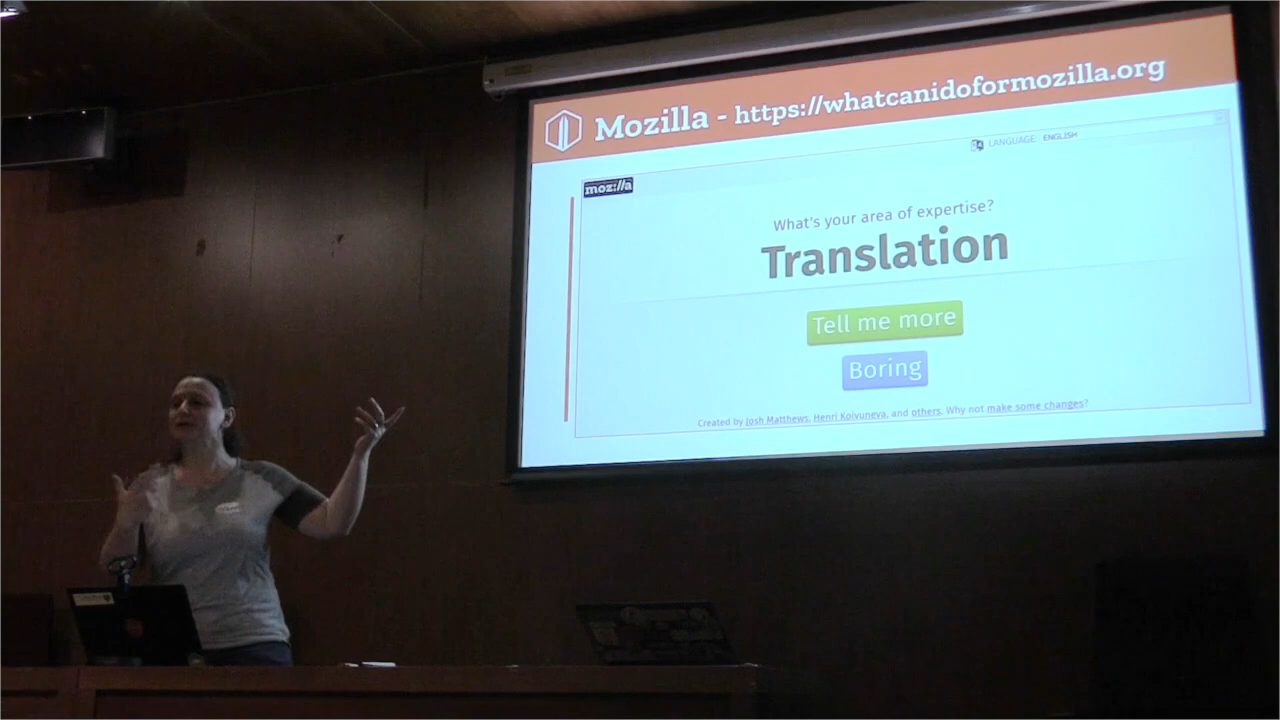 Mozilla - https://whatcanidoformozilla.org
LANGUAGE: ENGLISH
moz://a
What's your area of expertise?
Translation
Tell me more
Boring
Created by Josh Matthews, Henri Koivuneva, and others. Why not make some changes?